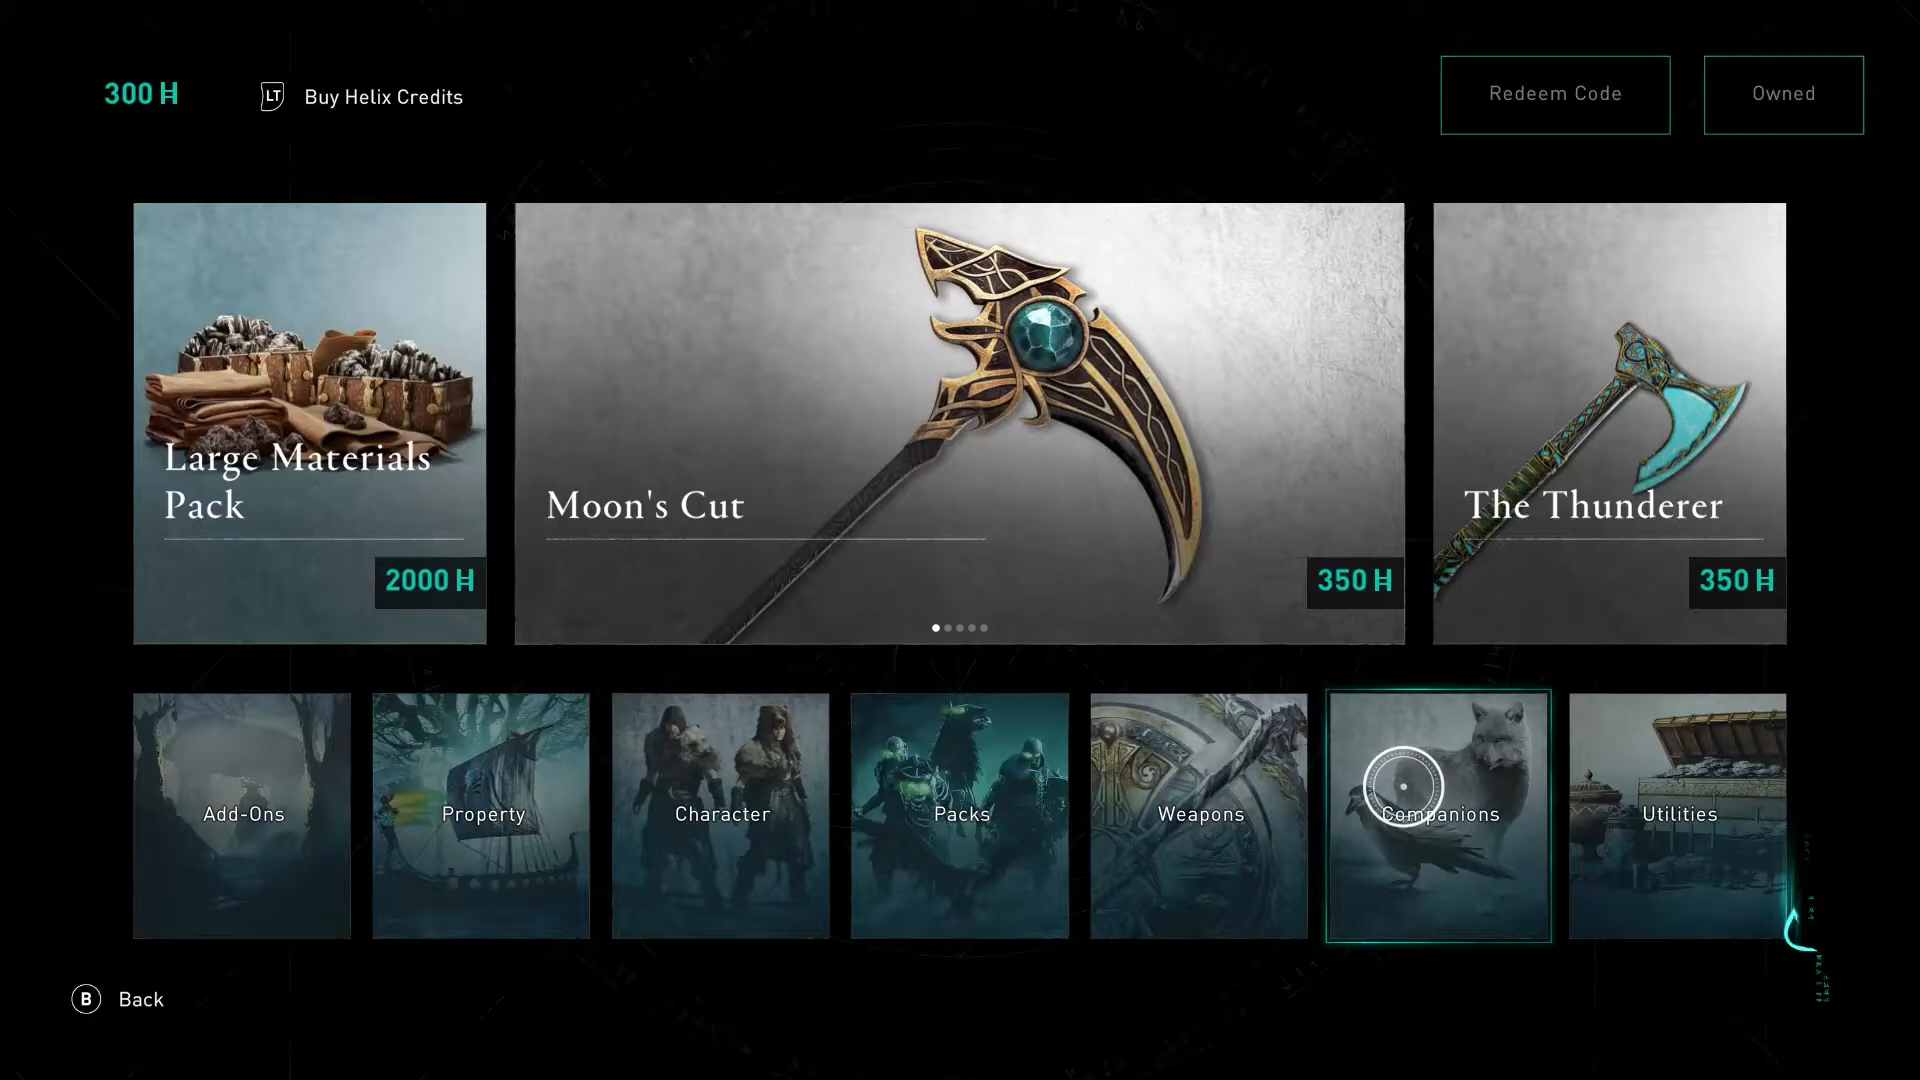 300 H
LT Buy Helix Credits
Redeem Code
Owned
Large Materials
Pack
2000 H
Moon's Cut
350 H
The Thunderer
350 H
Add-Ons
Property
Character
Packs
Weapons
Companions
Utilities
B Back